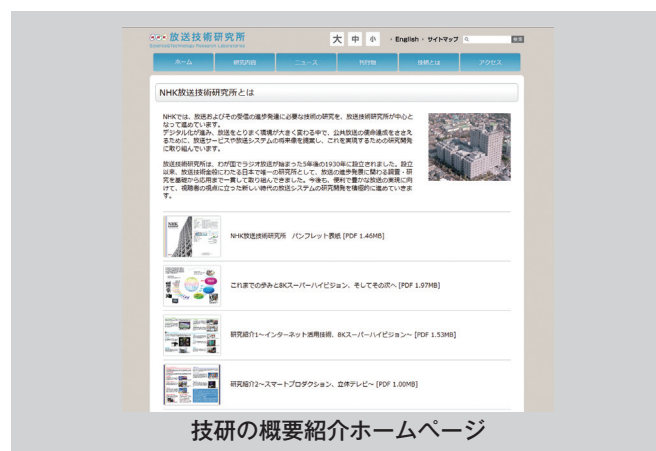 NHK 放送技術研究所
Science&Technology Research Laboratories
大 中 小 ・English ・サイトマップ
ホーム 研究内容 ニュース 刊行物 技研とは アクセス
NHK放送技術研究所とは
NHKでは、放送およびその受信の進歩発達に必要な技術の研究を、放送技術研究所が中心と
なって進めています。
デジタル化が進み、放送をとりまく環境が大きく変わる中で、公共放送の使命達成をささえ
るために、放送サービスや放送システムの将来像を提案し、これを実現するための研究開発
に取り組んでいます。
放送技術研究所は、わが国でラジオ放送が始まった5年後の1930年に設立されました。設立
以来、放送技術全般にわたる日本で唯一の研究所として、放送の進歩発展に関わる調査・研
究を基礎から応用まで一貫して取り組んできました。今後も、便利で豊かな放送の実現に向
けて、視聴者の視点に立った新しい時代の放送システムの研究開発を積極的に進めていきま
す。
NHK放送技術研究所 パンフレット表紙 [PDF 1.46MB]
これまでの歩みと8Kスーパーハイビジョン、そしてその次へ [PDF 1.97MB]
研究紹介1～インターネット活用技術、8Kスーパーハイビジョン～ [PDF 1.53MB]
研究紹介2～スマートプロダクション、立体テレビ～ [PDF 1.00MB]
技研の概要紹介ホームページ